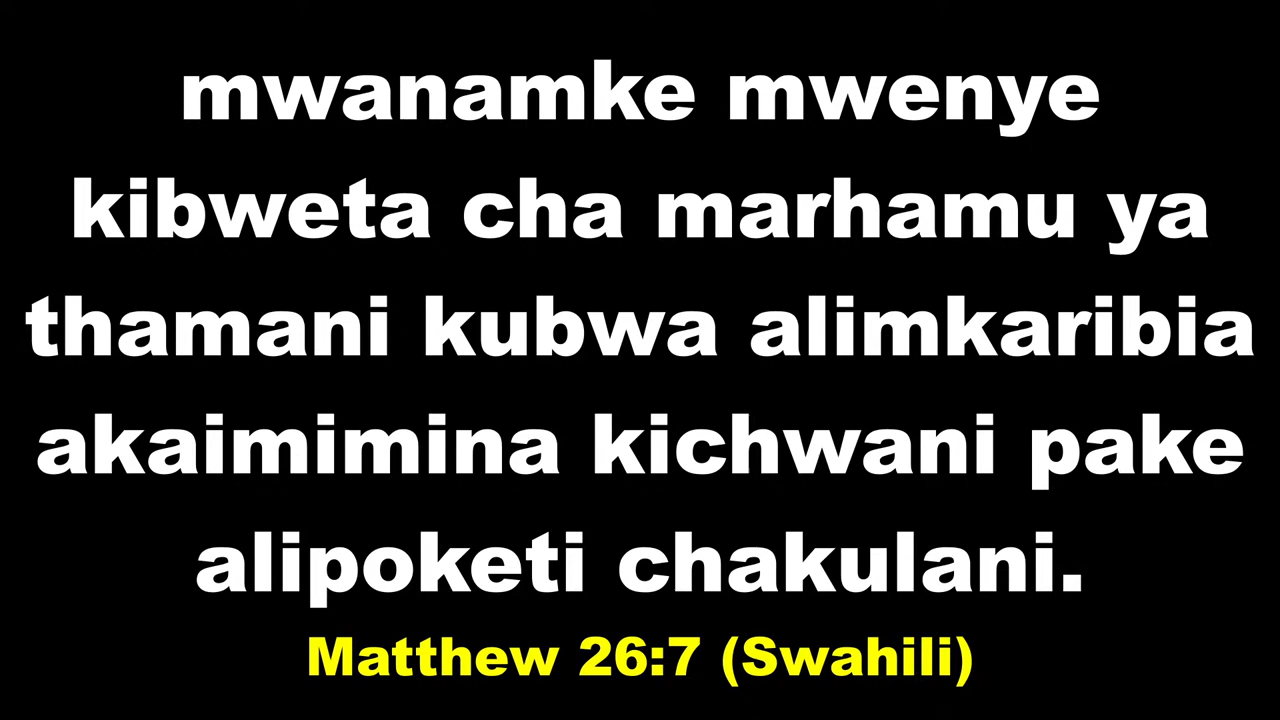 mwanamke mwenye
kibweta cha marhamu ya
thamani kubwa alimkaribia
akaimimina kichwani pake
alipoketi chakulani.
Matthew 26:7 (Swahili)